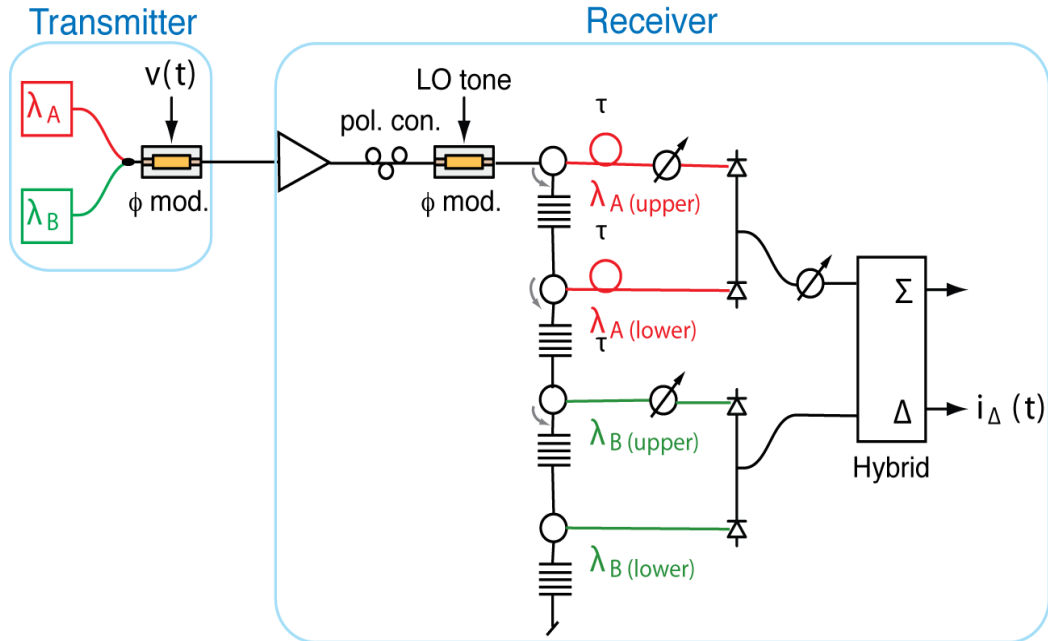 Transmitter
Receiver
v(t)
LO tone
τ
λA
pol. con.
λB
ϕ mod.
ϕ mod.
λA (upper)
τ
Σ
λA (lower)
τ
Δ
iΔ (t)
λB (upper)
Hybrid
λB (lower)